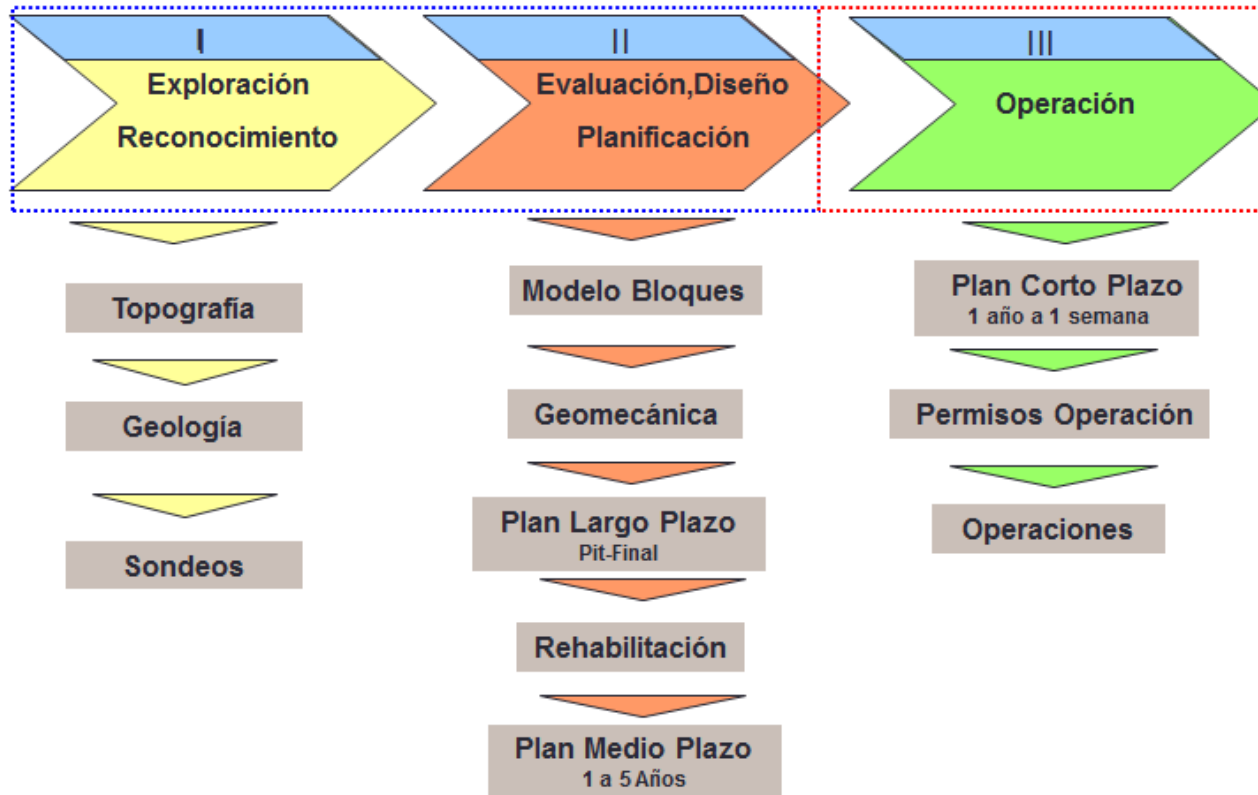 I
Exploración
Reconocimiento
Topografía
Geología
Sondeos
II
Evaluación,Diseño
Planificación
Modelo Bloques
Geomecánica
Plan Largo Plazo
Pit-Final
Rehabilitación
Plan Medio Plazo
1 a 5 Años
III
Operación
Plan Corto Plazo
1 año a 1 semana
Permisos Operación
Operaciones